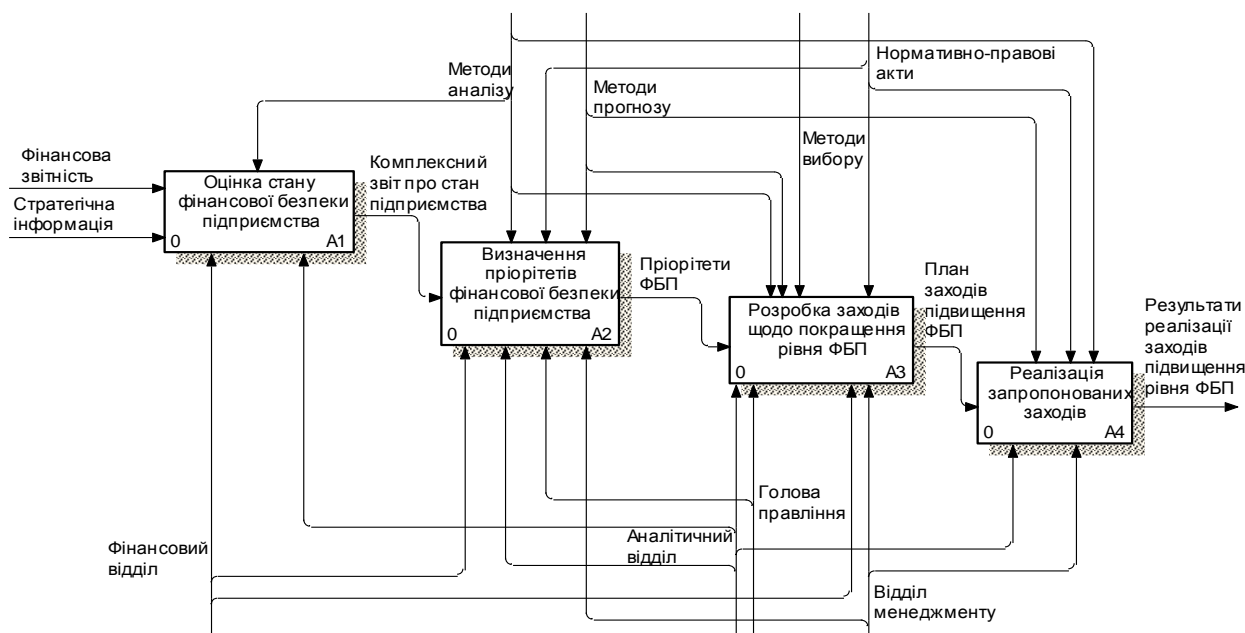 Методи
аналізу
Методи
прогнозу
Нормативно-правові
акти
Методи
вибору
Фінансова
звітність
Стратегічна
інформація
Оцінка стану
фінансової безпеки
підприємства
0
A1
Комплексний
звіт про стан
підприємства
Визначення
пріорітетів
фінансової безпеки
підприємства
0
A2
Пріорітети
ФБП
Розробка заходів
щодо покращення
рівня ФБП
0
A3
План
заходів
підвищення
ФБП
Реалізація
запропонованих
заходів
0
A4
Результати
реалізації
заходів
підвищення
рівня ФБП
Голова
правління
Аналітичний
відділ
Фінансовий
відділ
Відділ
менеджменту